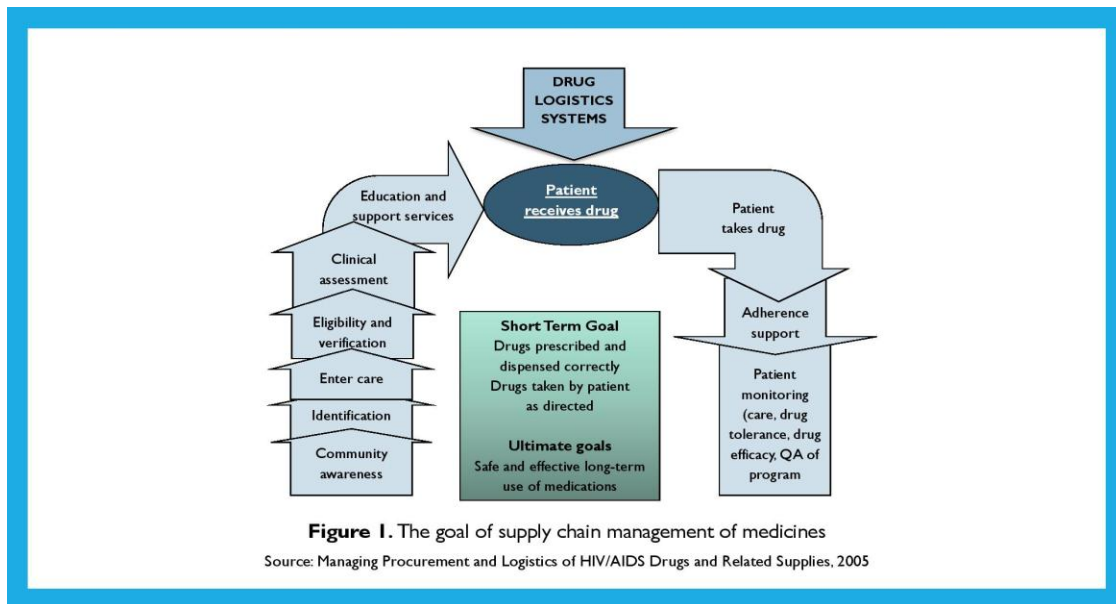 DRUG
LOGISTICS
SYSTEMS
Patient
receives drug
Education and
support services
Clinical
assessment
Eligibility and
verification
Enter care
Identification
Community
awareness
Patient
takes drug
Adherence
support
Patient
monitoring
(care, drug
tolerance, drug
efficacy, QA of
program
Short Term Goal
Drugs prescribed and
dispensed correctly
Drugs taken by patient
as directed
Ultimate goals
Safe and effective long-term
use of medications
Figure 1. The goal of supply chain management of medicines
Source: Managing Procurement and Logistics of HIV/AIDS Drugs and Related Supplies, 2005